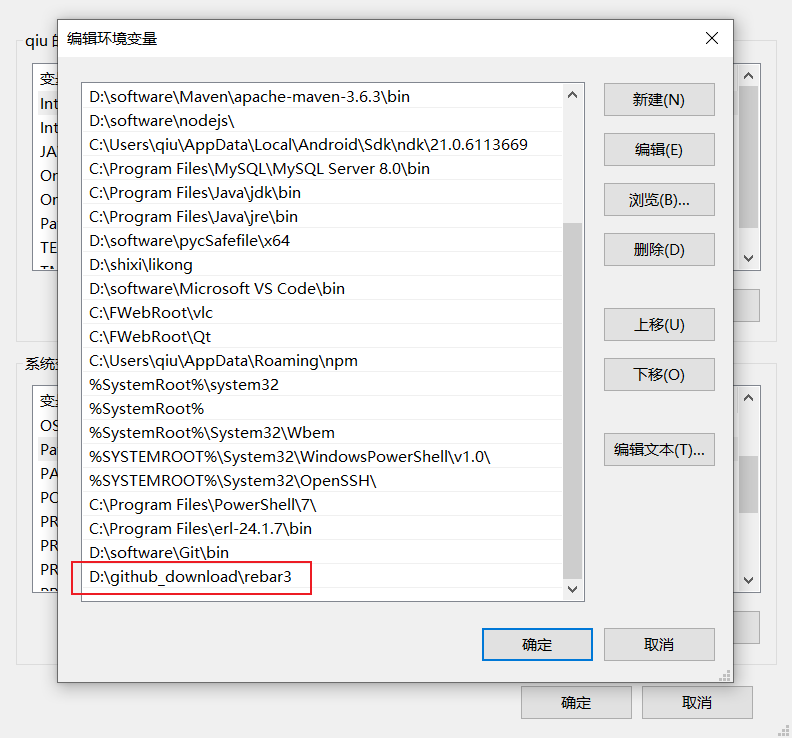 qiu 的
编辑环境变量
变量
Int
Int
JA
On
On
Pa
TE
D:\software\Maven\apache-maven-3.6.3\bin
D:\software\nodejs\
C:\Users\qiu\AppData\Local\Android\Sdk\ndk\21.0.6113669
C:\Program Files\MySQL\MySQL Server 8.0\bin
C:\Program Files\Java\jdk\bin
C:\Program Files\Java\jre\bin
D:\software\pycSafefile\x64
D:\shixi\likong
D:\software\Microsoft VS Code\bin
C:\FWebRoot\vlc
C:\FWebRoot\Qt
C:\Users\qiu\AppData\Roaming\npm
%SystemRoot%\system32
%SystemRoot%
%SystemRoot%\System32\Wbem
%SYSTEMROOT%\System32\WindowsPowerShell\v1.0\
%SYSTEMROOT%\System32\OpenSSH\
C:\Program Files\PowerShell\7\
C:\Program Files\erl-24.1.7\bin
D:\software\Git\bin
D:\github_download\rebar3
新建(N)
编辑(E)
浏览(B)...
删除(D)
上移(U)
下移(O)
编辑文本(T)...
系统
OS
Pa
PA
PC
PR
PR
PR
确定
取消
确定
取消